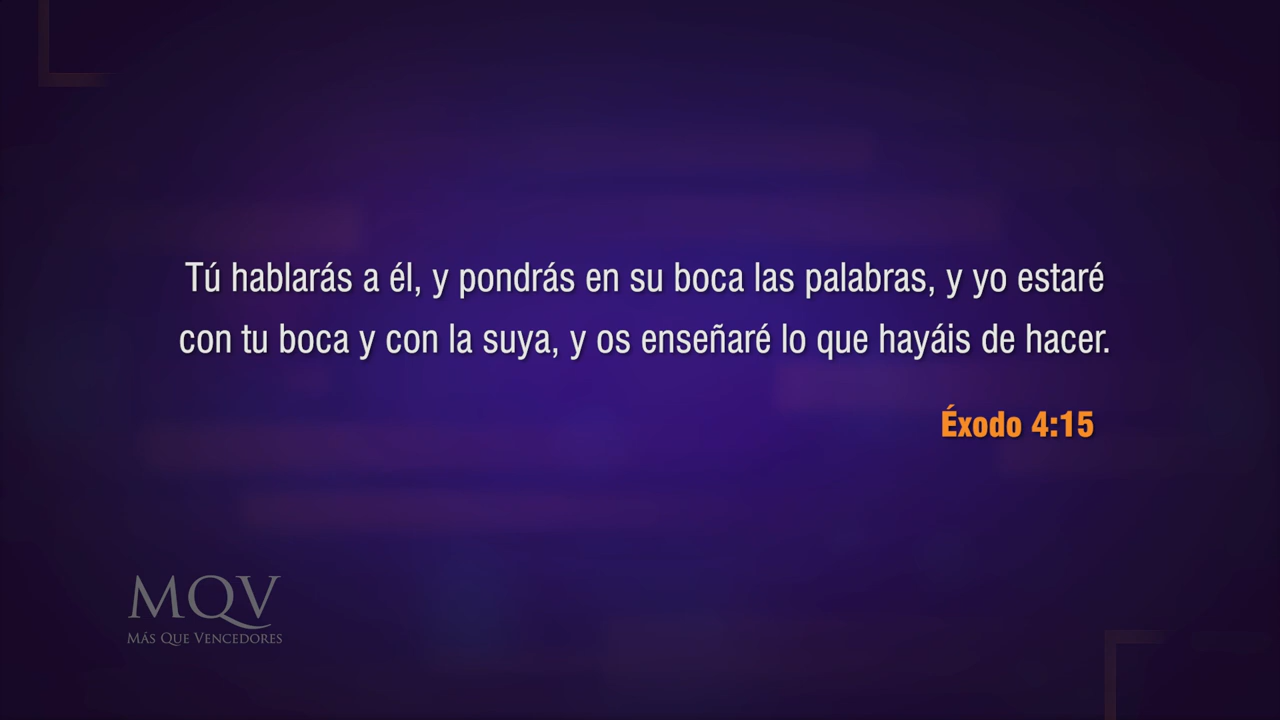 Tú hablarás a él, y pondrás en su boca las palabras, y yo estaré
con tu boca y con la suya, y os enseñaré lo que hayáis de hacer.
Éxodo 4:15
MQV
Más Que Vencedores